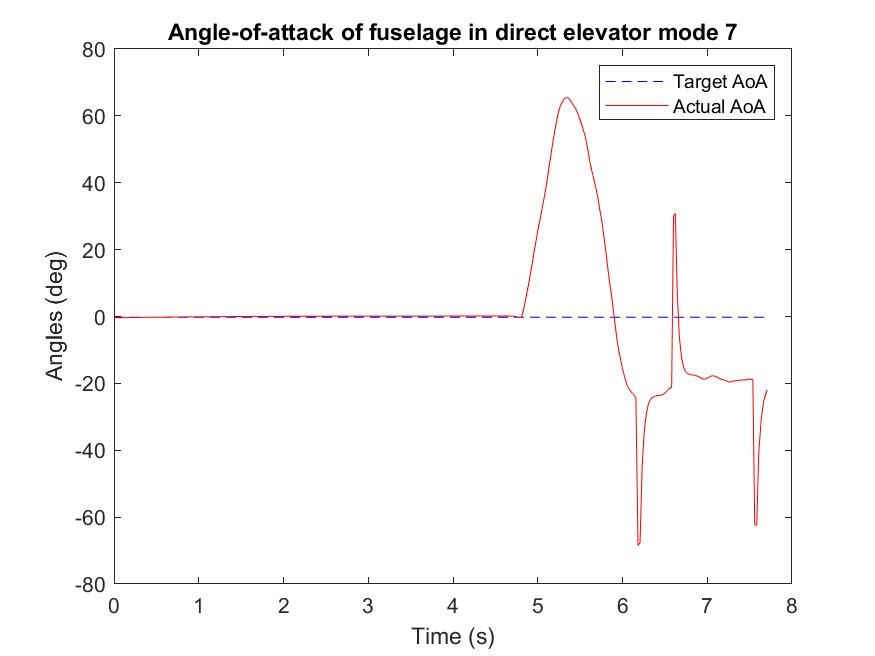 Angle-of-attack of fuselage in direct elevator mode 7
80
60
40
20
0
-20
-40
-60
-80
Angles (deg)
Target AoA
Actual AoA
0 1 2 3 4 5 6 7 8
Time (s)